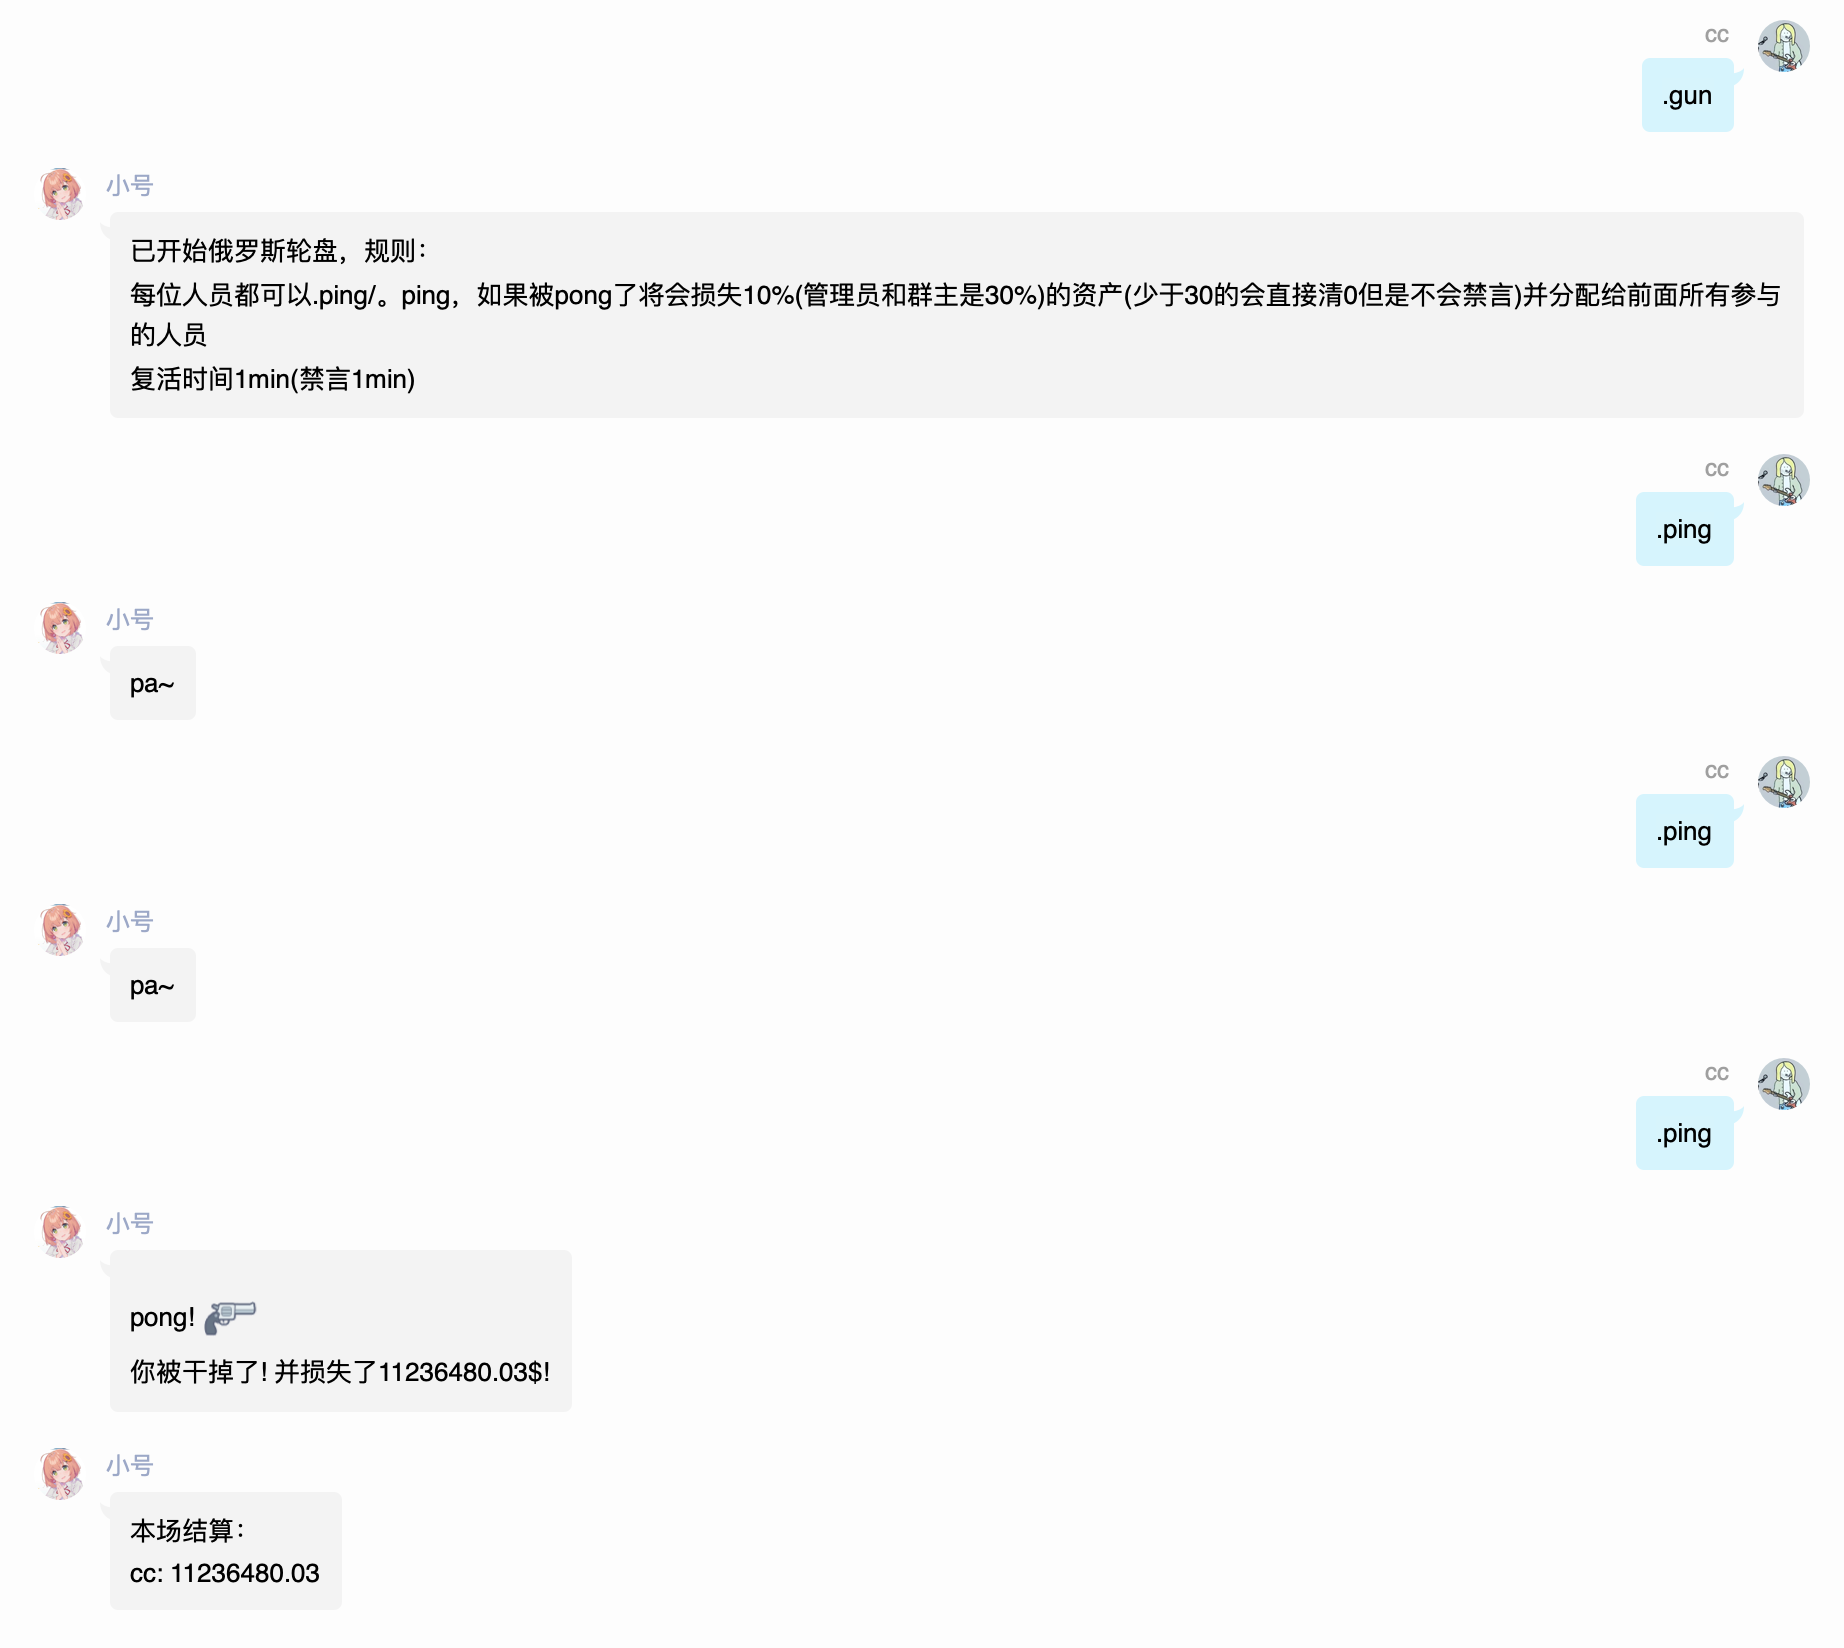 cc
.gun
小号
已开始俄罗斯轮盘，规则：
每位人员都可以.ping/。ping，如果被pong了将会损失10%(管理员和群主是30%)的资产(少于30的会直接清0但是不会禁言)并分配给前面所有参与
的人员
复活时间1min(禁言1min)
cc
.ping
小号
pa~
cc
.ping
小号
pa~
cc
.ping
小号
pong!
你被干掉了! 并损失了11236480.03$!
小号
本场结算：
cc: 11236480.03